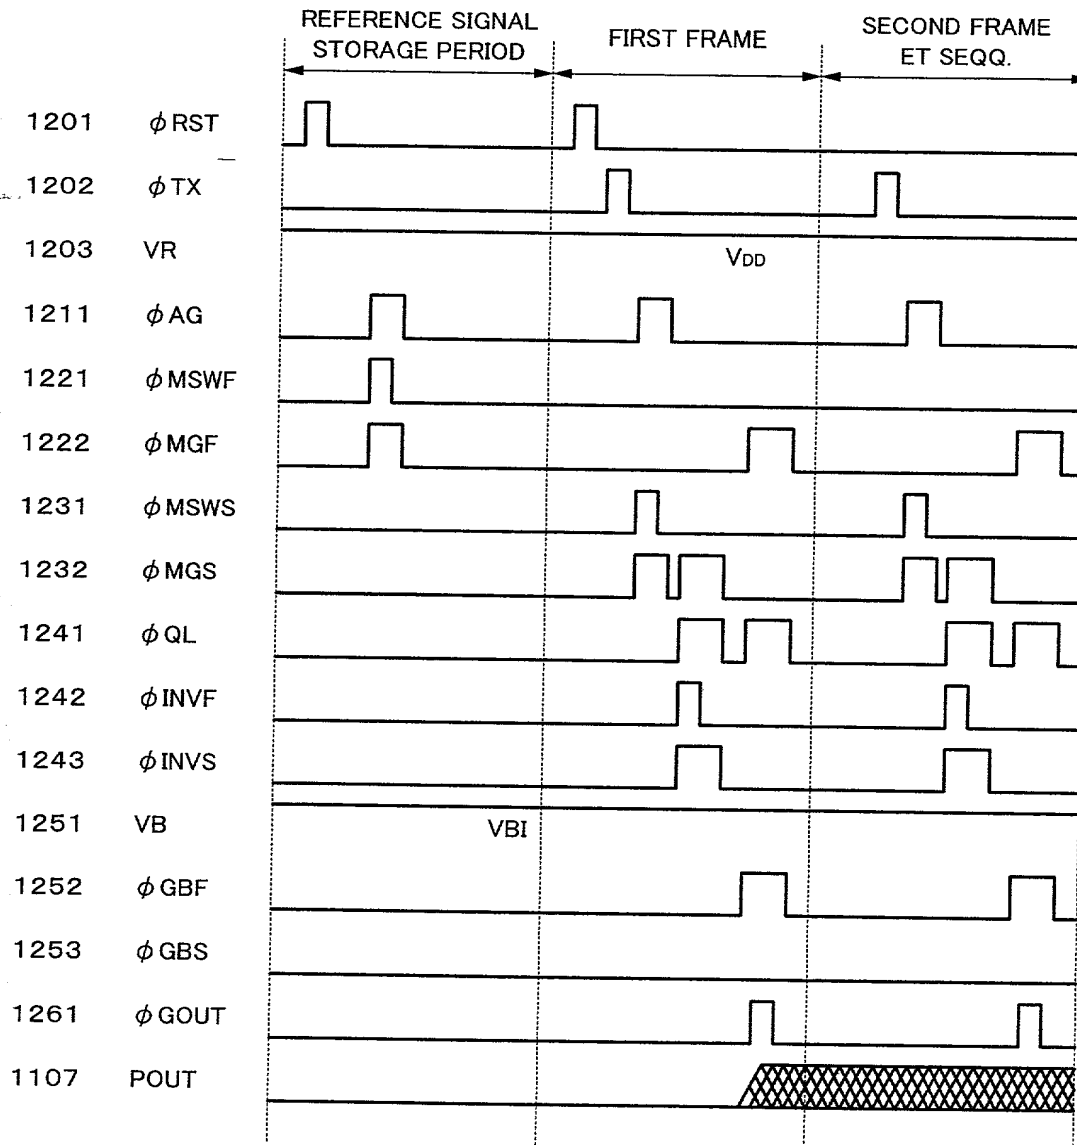 REFERENCE SIGNAL
STORAGE PERIOD
FIRST FRAME
SECOND FRAME
ET SEQQ.
1201 φRST
1202 φTX
1203 VR
VDD
1211 φAG
1221 φMSWF
1222 φMGF
1231 φMSWS
1232 φMGS
1241 φQL
1242 φINVF
1243 φINVS
1251 VB
VBI
1252 φGBF
1253 φGBS
1261 φGOUT
1107 POUT